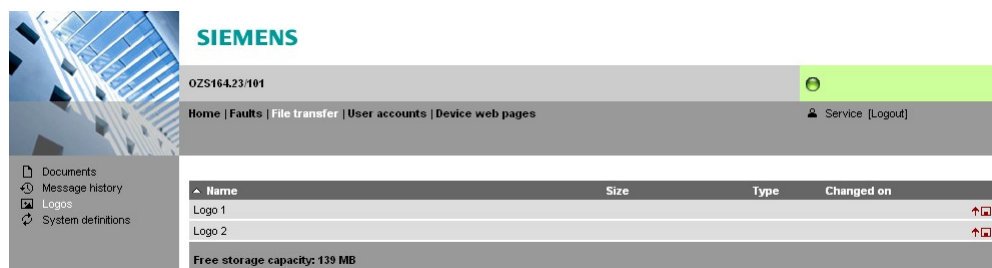 SIEMENS
OZS164.23/101
Home | Faults | File transfer | User accounts | Device web pages
Service [Logout]
Documents
Message history
Logos
System definitions
Name Size Type Changed on
Logo 1
Logo 2
Free storage capacity: 139 MB